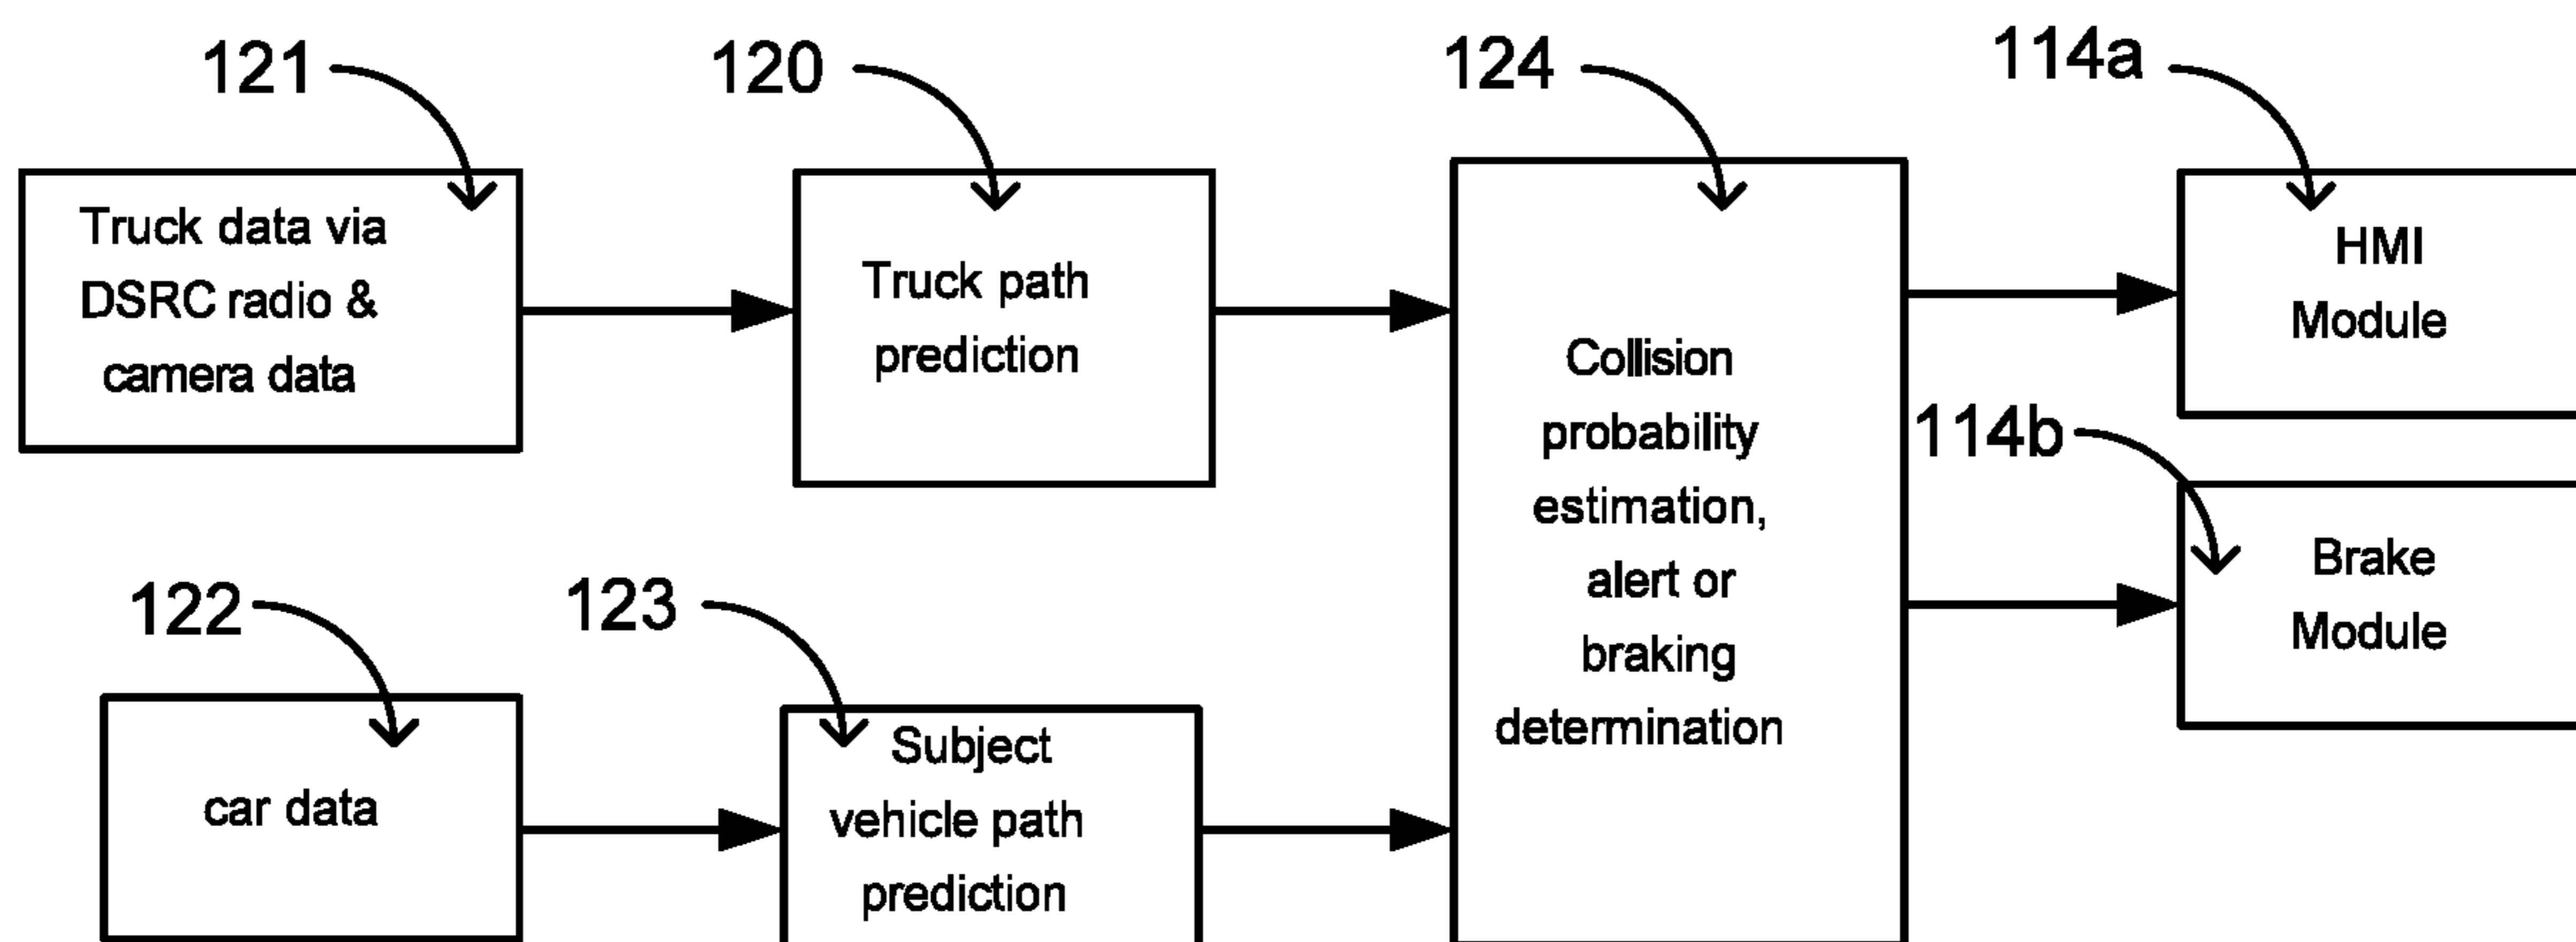 121
120
124
114a
Truck data via
DSRC radio &
camera data
Truck path
prediction
Collision
probability
estimation,
alert or
braking
determination
HMI
Module
114b
Brake
Module
122
123
car data
Subject
vehicle path
prediction